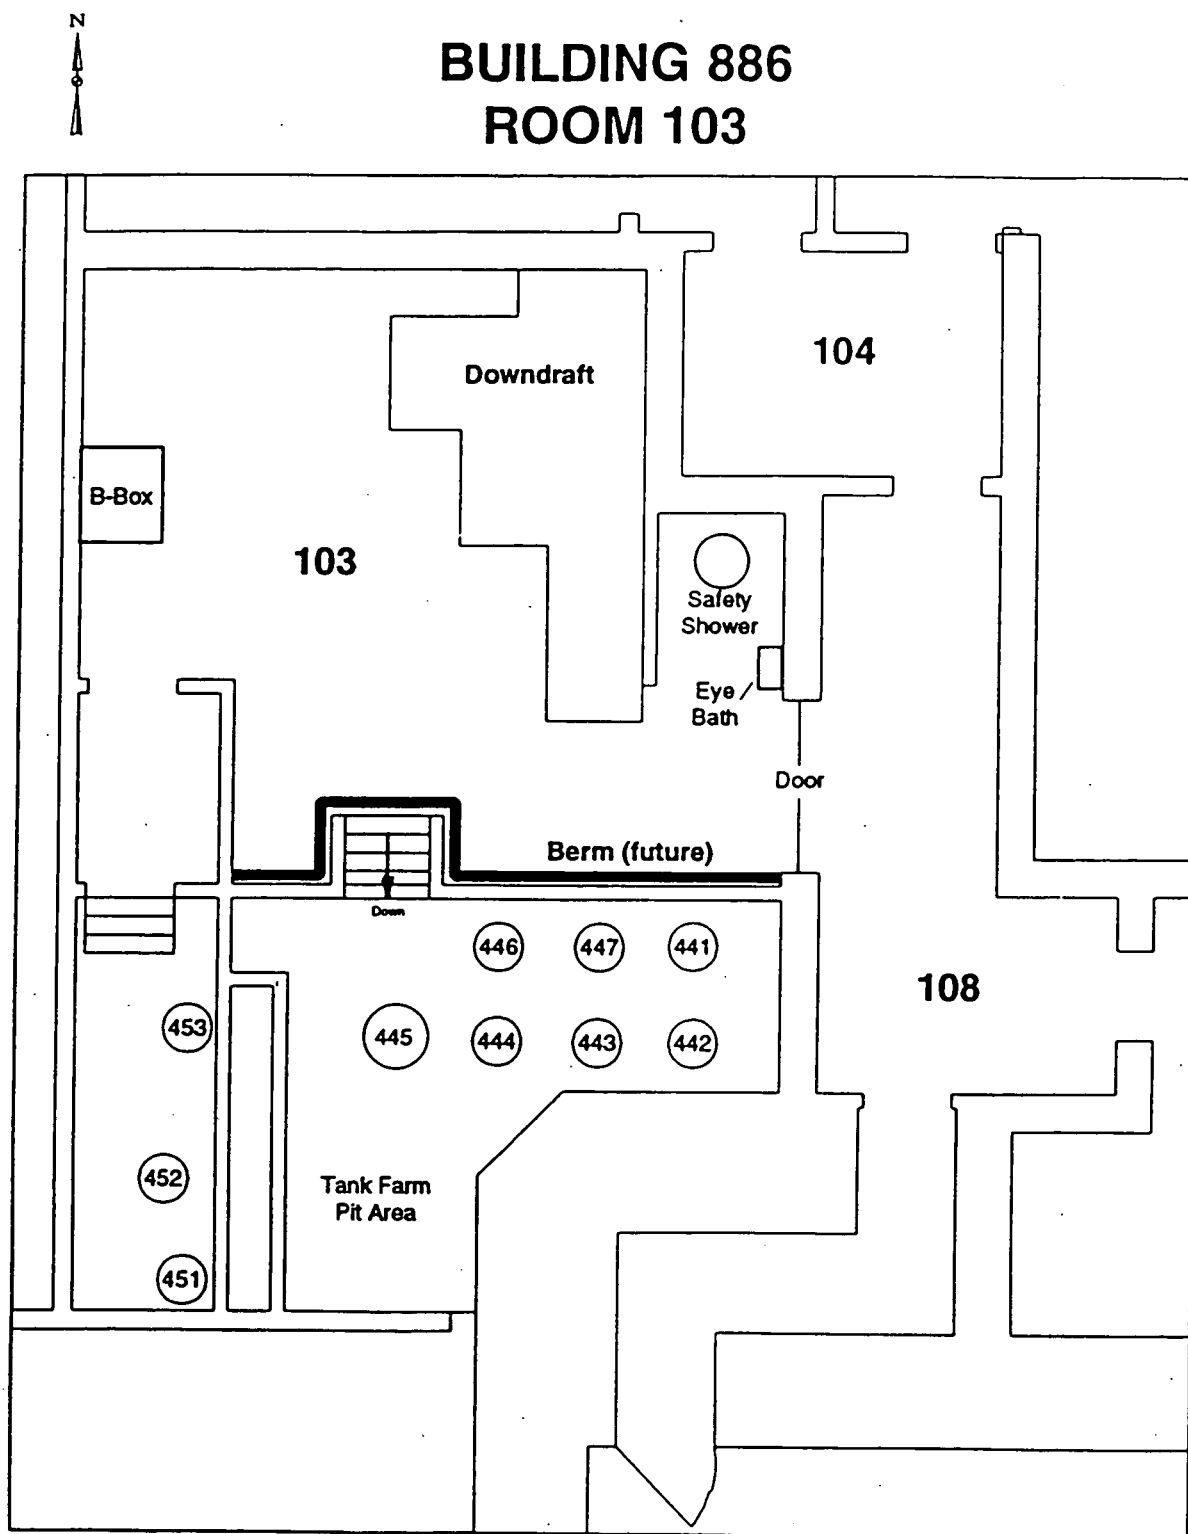 N
BUILDING 886
ROOM 103
104
Downdraft
B-Box
103
Safety
Shower
Eye
Bath
Door
Berm (future)
Down
446
447
441
108
453
445
444
443
442
452
Tank Farm
Pit Area
451